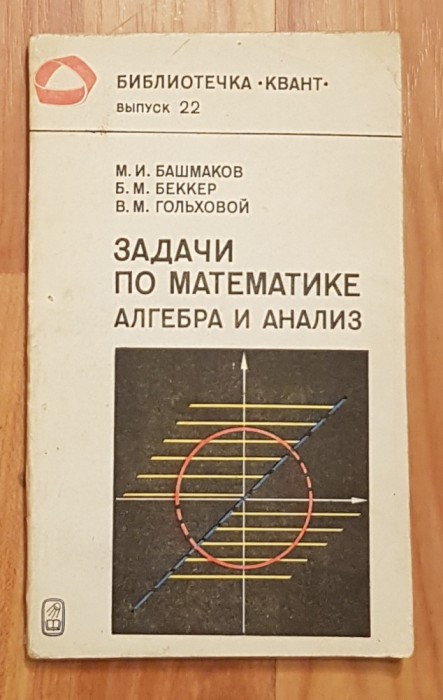 БИБЛИОТЕЧКА •КВАНТ•
ВЫПУСК 22
М. И. БАШМАКОВ
Б. М. БЕККЕР
В. М. ГОЛЬХОВОЙ
ЗАДАЧИ
ПО МАТЕМАТИКЕ
АЛГЕБРА И АНАЛИЗ